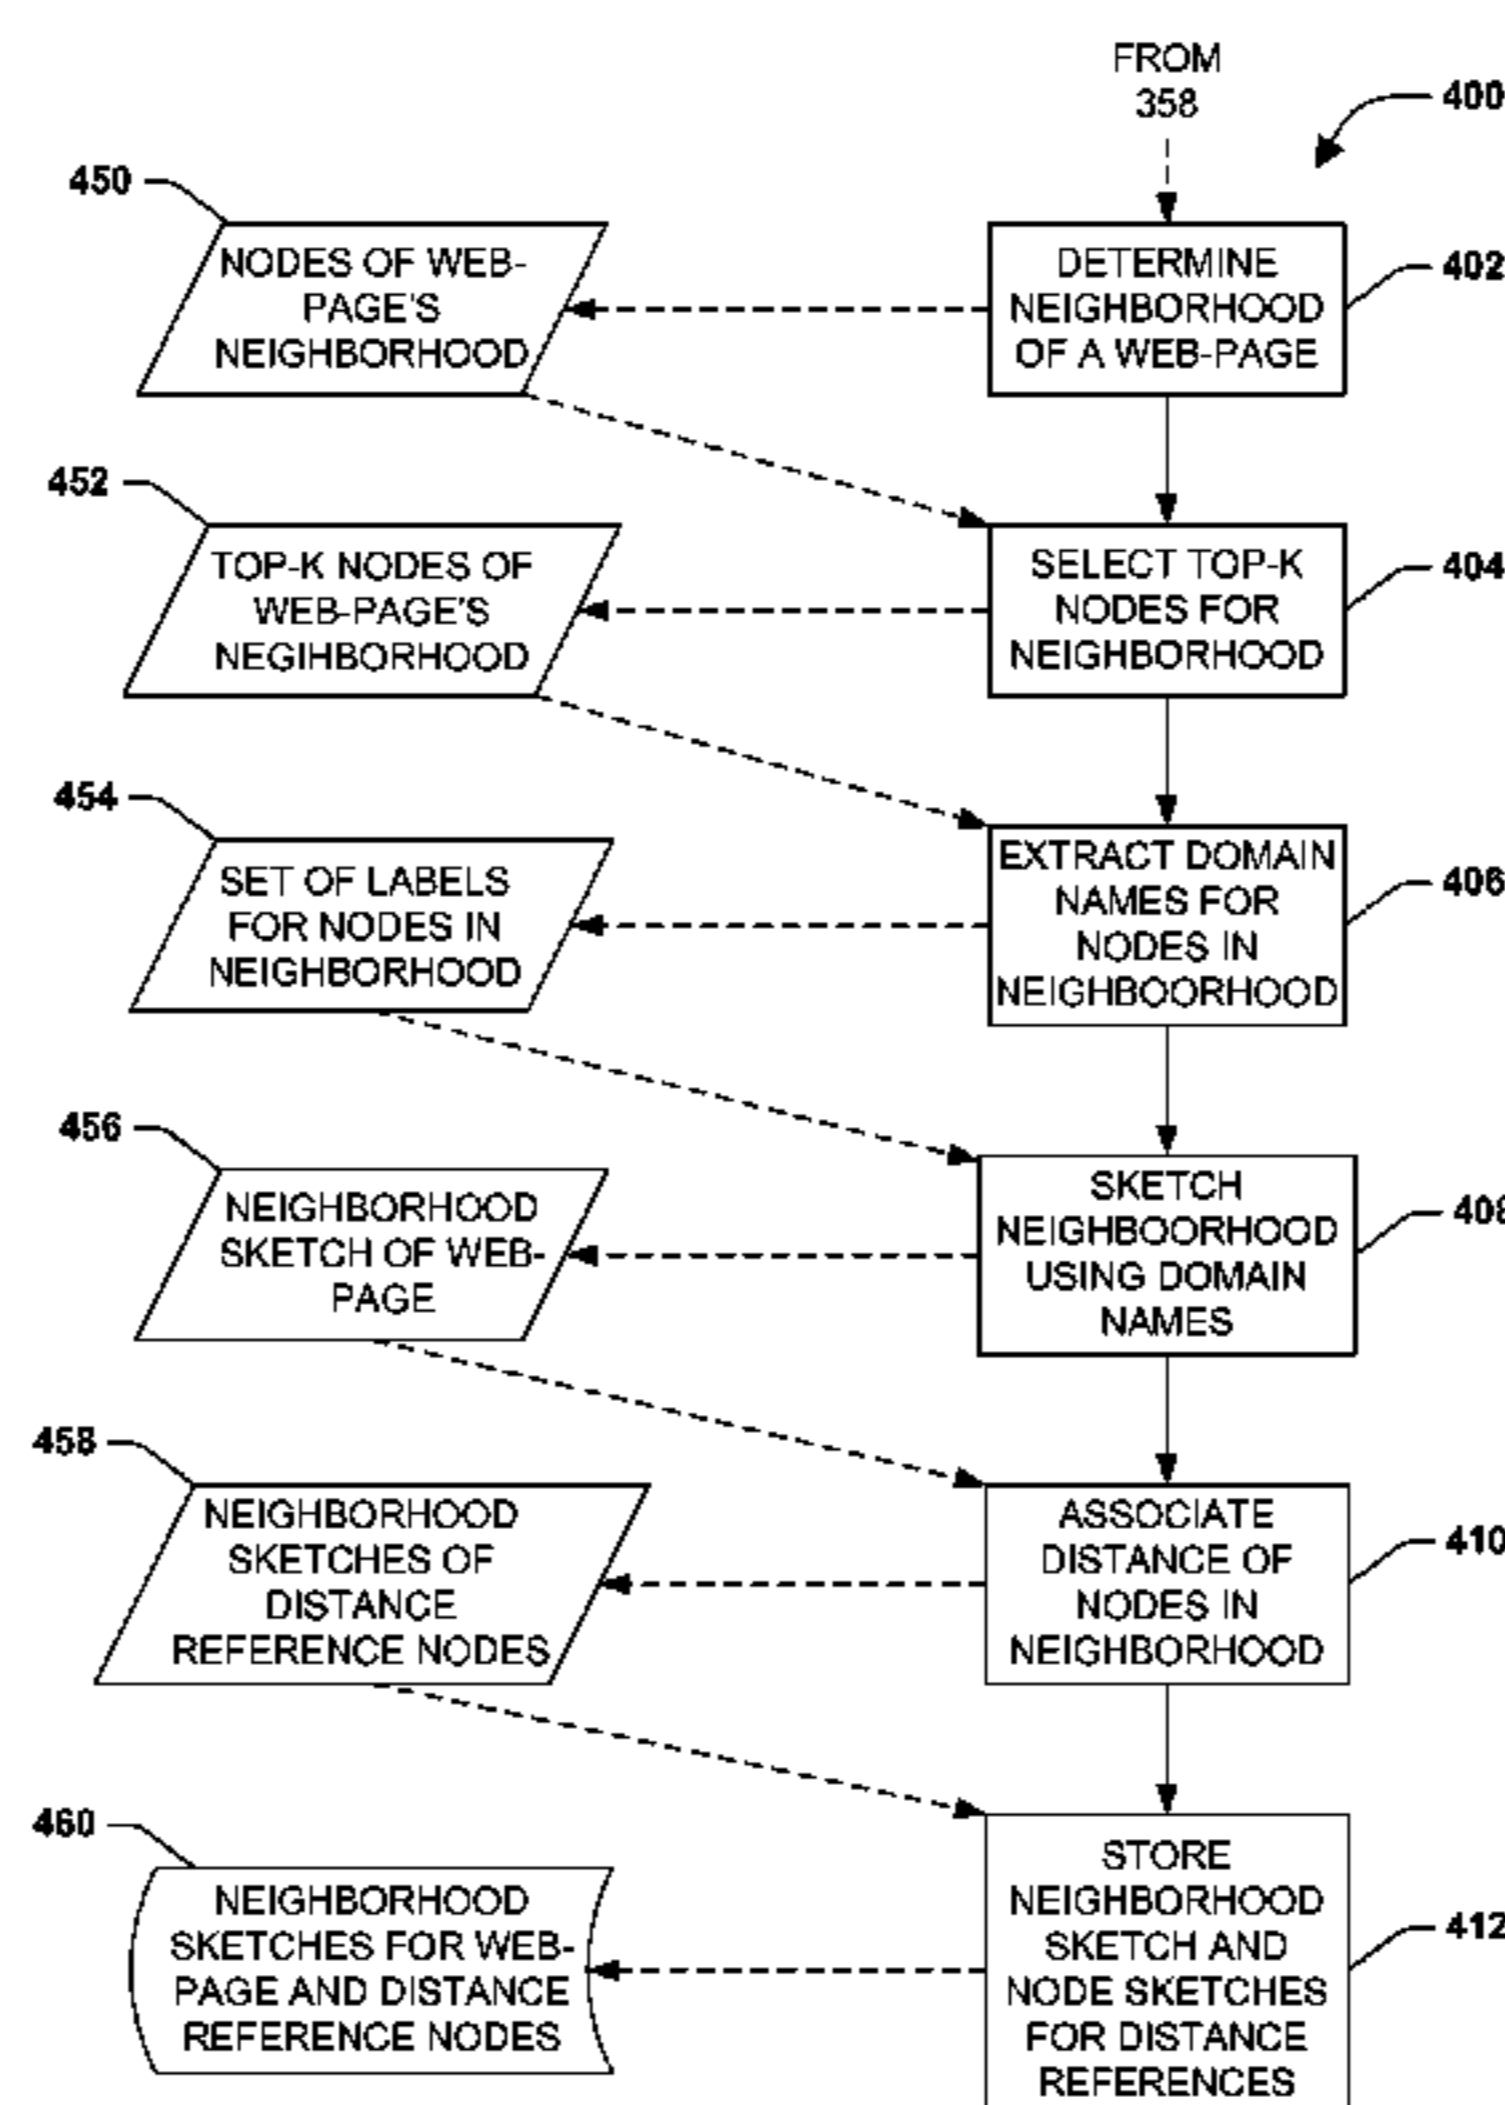 FROM
358
400
450
NODES OF WEB-
PAGE'S
NEIGHBORHOOD
DETERMINE
NEIGHBORHOOD
OF A WEB-PAGE
402
452
TOP-K NODES OF
WEB-PAGE'S
NEGIHBORHOOD
SELECT TOP-K
NODES FOR
NEIGHBORHOOD
404
454
SET OF LABELS
FOR NODES IN
NEIGHBORHOOD
EXTRACT DOMAIN
NAMES FOR
NODES IN
NEIGHBOORHOOD
406
456
NEIGHBORHOOD
SKETCH OF WEB-
PAGE
SKETCH
NEIGHBOORHOOD
USING DOMAIN
NAMES
408
458
NEIGHBORHOOD
SKETCHES OF
DISTANCE
REFERENCE NODES
ASSOCIATE
DISTANCE OF
NODES IN
NEIGHBORHOOD
410
460
NEIGHBORHOOD
SKETCHES FOR WEB-
PAGE AND DISTANCE
REFERENCE NODES
STORE
NEIGHBORHOOD
SKETCH AND
NODE SKETCHES
FOR DISTANCE
REFERENCES
412